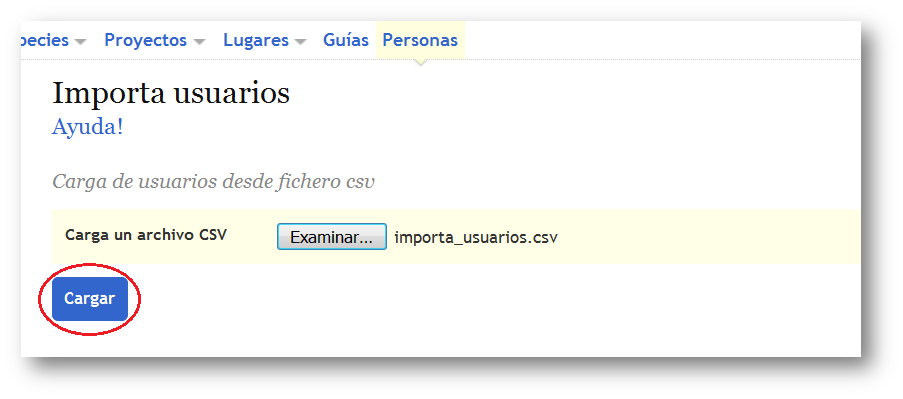 pecies Proyectos Lugares Guías Personas
Importa usuarios
Ayuda!
Carga de usuarios desde fichero csv
Carga un archivo CSV Examinar... importa_usuarios.csv
Cargar